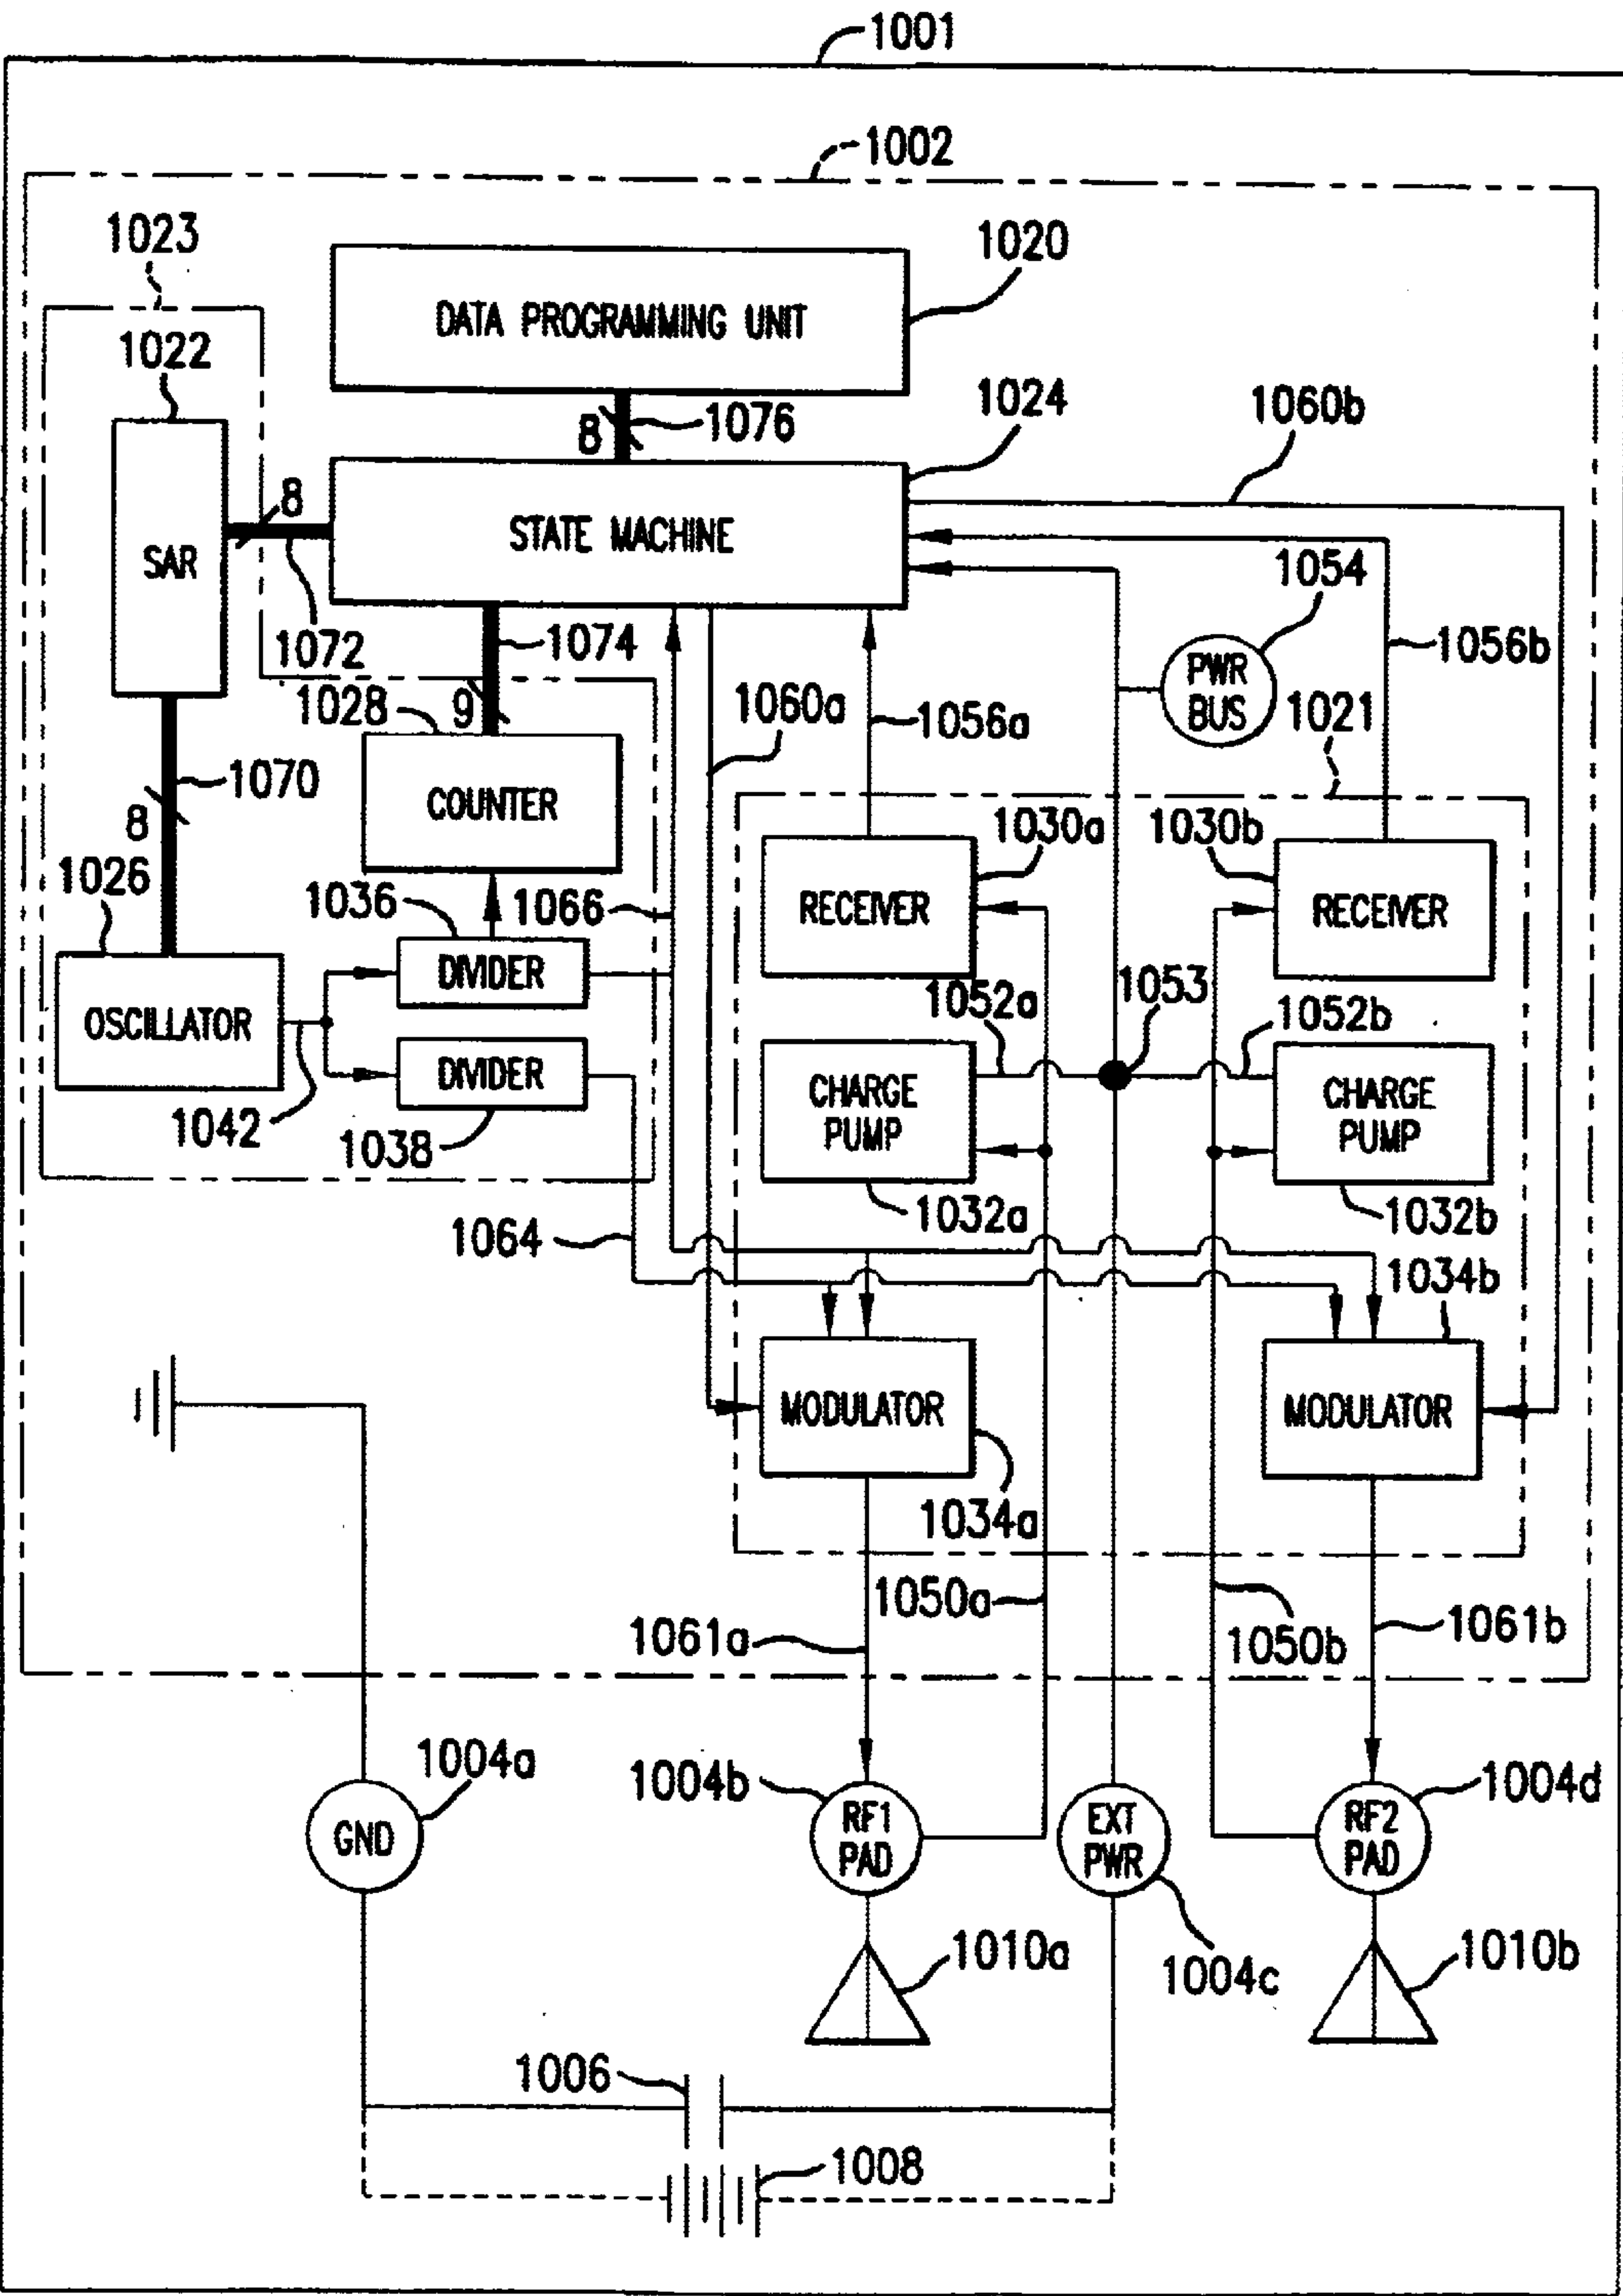 1001
1002
1023
1020
DATA PROGRAMMING UNIT
1022
1024
8
1076
1060b
8
SAR
STATE MACHINE
1054
1072
1074
1056b
PWR
BUS
1028
9
1060a
1056a
1021
1070
8
COUNTER
1030a
1030b
1026
1036
1066
RECEIVER
RECEIVER
DIVIDER
1052a
1053
1052b
OSCILLATOR
DIVIDER
CHARGE
PUMP
CHARGE
PUMP
1042
1038
1032a
1032b
1064
1034b
MODULATOR
MODULATOR
1034a
1050a
1061a
1050b
1061b
1004a
1004b
1004d
GND
RF1
PAD
EXT
PWR
RF2
PAD
1010a
1004c
1010b
1006
1008